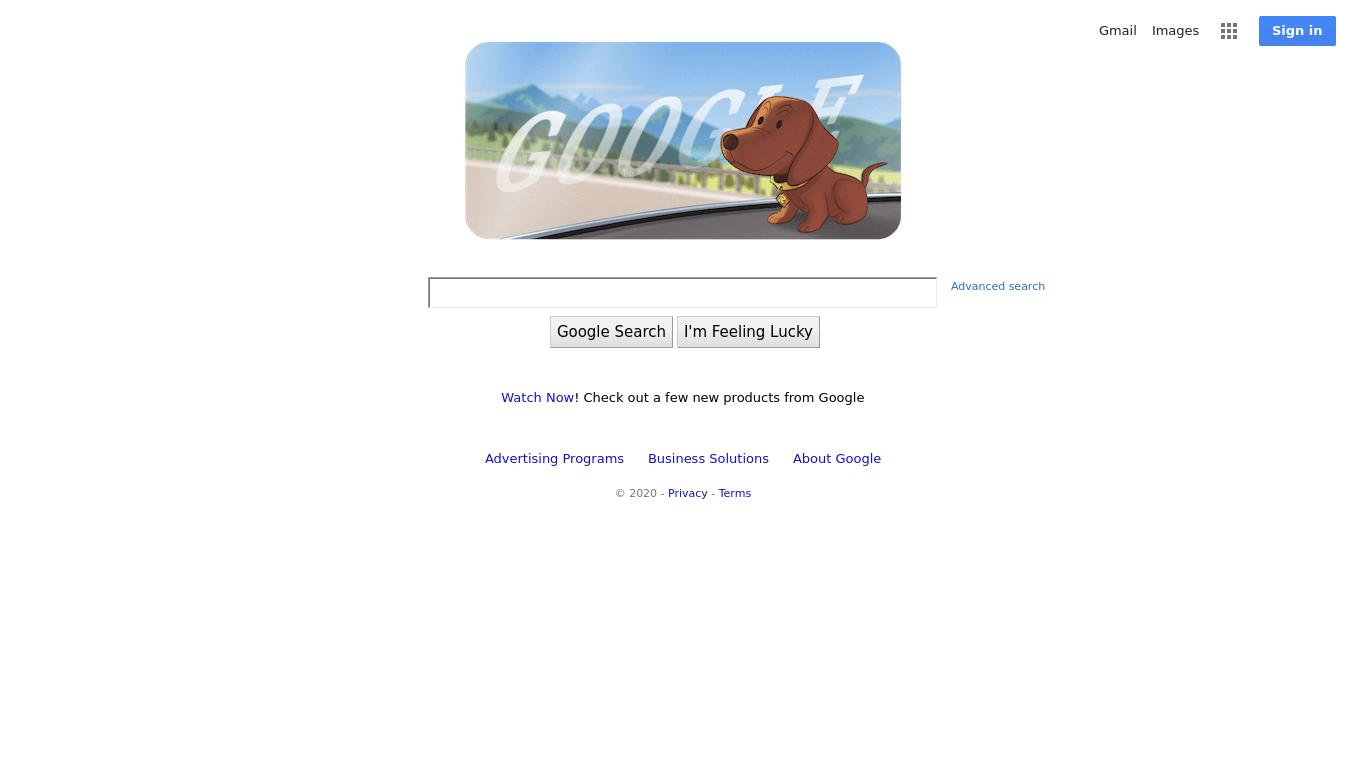 Gmail Images Sign in
GOOGLE
Advanced search
Google Search I'm Feeling Lucky
Watch Now! Check out a few new products from Google
Advertising Programs Business Solutions About Google
© 2020 - Privacy - Terms